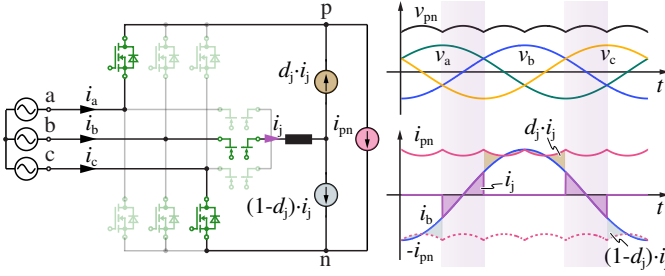 p
v_pn
a
i_a
b
i_b
c
i_c
i_j
d_j·i_j
i_pn
(1-d_j)·i_j
n
v_a
v_b
v_c
t
i_pn
d_j·i_j
i_j
t
i_b
-i_pn
(1-d_j)·i_j